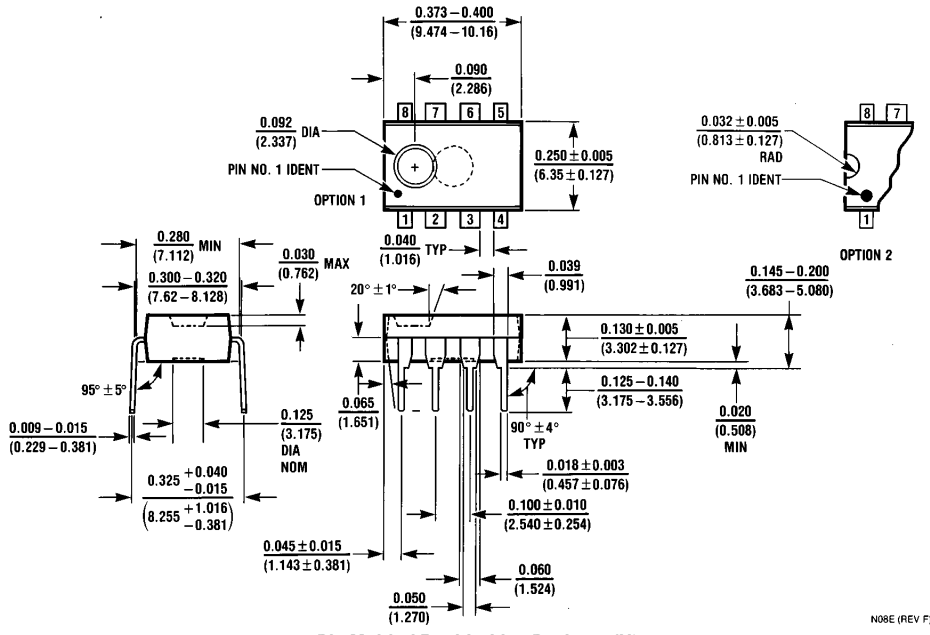 0.373 – 0.400
(9.474 – 10.16)
0.090
(2.286)
8 7 6 5
0.092 DIA
(2.337)
PIN NO. 1 IDENT
OPTION 1
1 2 3 4
0.250 ± 0.005
(6.35 ± 0.127)
8 7
0.032 ± 0.005
(0.813 ± 0.127)
RAD
PIN NO. 1 IDENT
1
OPTION 2
0.280 MIN
(7.112)
0.300 – 0.320
(7.62 – 8.128)
0.030 MAX
(0.762)
0.040 TYP
(1.016)
0.039
(0.991)
20° ± 1°
0.145 – 0.200
(3.683 – 5.080)
0.130 ± 0.005
(3.302 ± 0.127)
95° ± 5°
0.065
(1.651)
0.125 – 0.140
(3.175 – 3.556)
0.020
(0.508)
MIN
90° ± 4°
TYP
0.009 – 0.015
(0.229 – 0.381)
0.125
(3.175)
DIA
NOM
0.018 ± 0.003
(0.457 ± 0.076)
0.325 +0.040
−0.015
(8.255 +1.016
−0.381)
0.100 ± 0.010
(2.540 ± 0.254)
0.045 ± 0.015
(1.143 ± 0.381)
0.060
(1.524)
0.050
(1.270)
N08E (REV F)